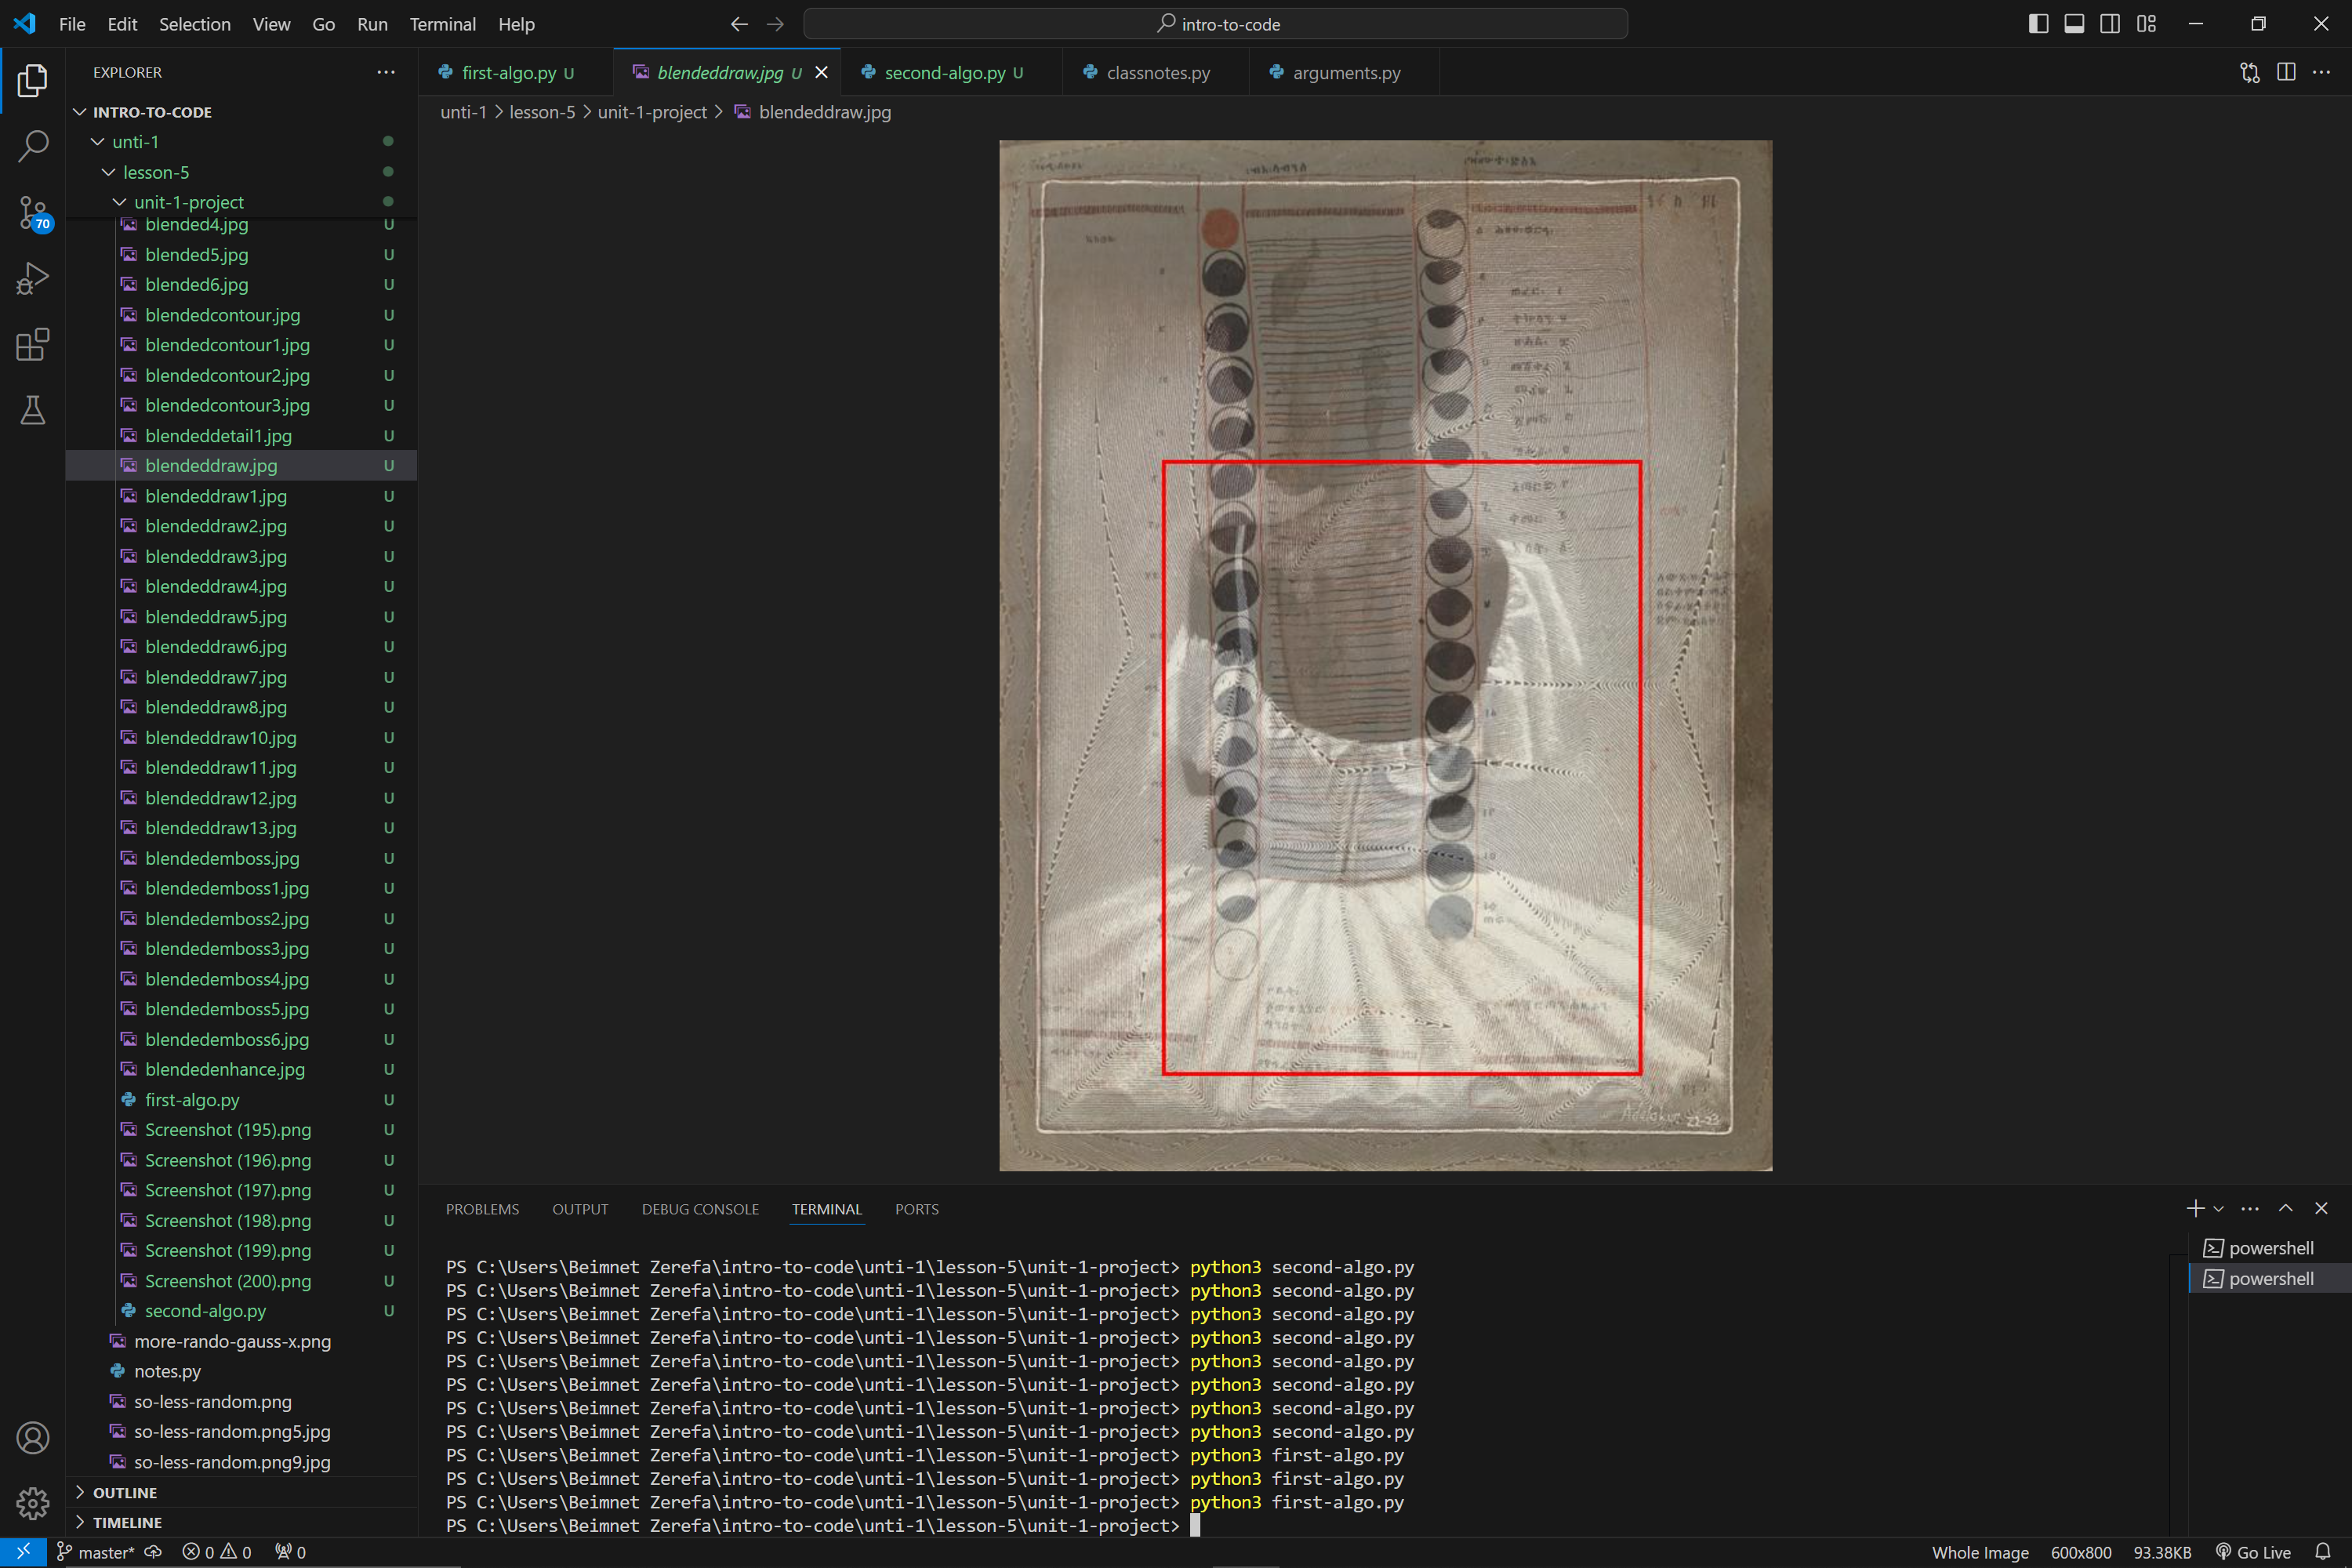 File Edit Selection View Go Run Terminal Help
intro-to-code
EXPLORER
INTRO-TO-CODE
unti-1
lesson-5
unit-1-project
blended4.jpg U
blended5.jpg U
blended6.jpg U
blendedcontour.jpg U
blendedcontour1.jpg U
blendedcontour2.jpg U
blendedcontour3.jpg U
blendeddetail1.jpg U
blendeddraw.jpg U
blendeddraw1.jpg U
blendeddraw2.jpg U
blendeddraw3.jpg U
blendeddraw4.jpg U
blendeddraw5.jpg U
blendeddraw6.jpg U
blendeddraw7.jpg U
blendeddraw8.jpg U
blendeddraw10.jpg U
blendeddraw11.jpg U
blendeddraw12.jpg U
blendeddraw13.jpg U
blendedemboss.jpg U
blendedemboss1.jpg U
blendedemboss2.jpg U
blendedemboss3.jpg U
blendedemboss4.jpg U
blendedemboss5.jpg U
blendedemboss6.jpg U
blendedenhance.jpg U
first-algo.py U
Screenshot (195).png U
Screenshot (196).png U
Screenshot (197).png U
Screenshot (198).png U
Screenshot (199).png U
Screenshot (200).png U
second-algo.py U
more-rando-gauss-x.png
notes.py
so-less-random.png
so-less-random.png5.jpg
so-less-random.png9.jpg
OUTLINE
TIMELINE
70
first-algo.py U blendeddraw.jpg U second-algo.py U classnotes.py arguments.py
unti-1 > lesson-5 > unit-1-project > blendeddraw.jpg
22-23
PROBLEMS OUTPUT DEBUG CONSOLE TERMINAL PORTS
PS C:\Users\Beimnet Zerefa\intro-to-code\unti-1\lesson-5\unit-1-project> python3 second-algo.py
PS C:\Users\Beimnet Zerefa\intro-to-code\unti-1\lesson-5\unit-1-project> python3 second-algo.py
PS C:\Users\Beimnet Zerefa\intro-to-code\unti-1\lesson-5\unit-1-project> python3 second-algo.py
PS C:\Users\Beimnet Zerefa\intro-to-code\unti-1\lesson-5\unit-1-project> python3 second-algo.py
PS C:\Users\Beimnet Zerefa\intro-to-code\unti-1\lesson-5\unit-1-project> python3 second-algo.py
PS C:\Users\Beimnet Zerefa\intro-to-code\unti-1\lesson-5\unit-1-project> python3 second-algo.py
PS C:\Users\Beimnet Zerefa\intro-to-code\unti-1\lesson-5\unit-1-project> python3 second-algo.py
PS C:\Users\Beimnet Zerefa\intro-to-code\unti-1\lesson-5\unit-1-project> python3 second-algo.py
PS C:\Users\Beimnet Zerefa\intro-to-code\unti-1\lesson-5\unit-1-project> python3 first-algo.py
PS C:\Users\Beimnet Zerefa\intro-to-code\unti-1\lesson-5\unit-1-project> python3 first-algo.py
PS C:\Users\Beimnet Zerefa\intro-to-code\unti-1\lesson-5\unit-1-project> python3 first-algo.py
PS C:\Users\Beimnet Zerefa\intro-to-code\unti-1\lesson-5\unit-1-project>
powershell
powershell
master* 0 0 0 Whole Image 600x800 93.38KB Go Live